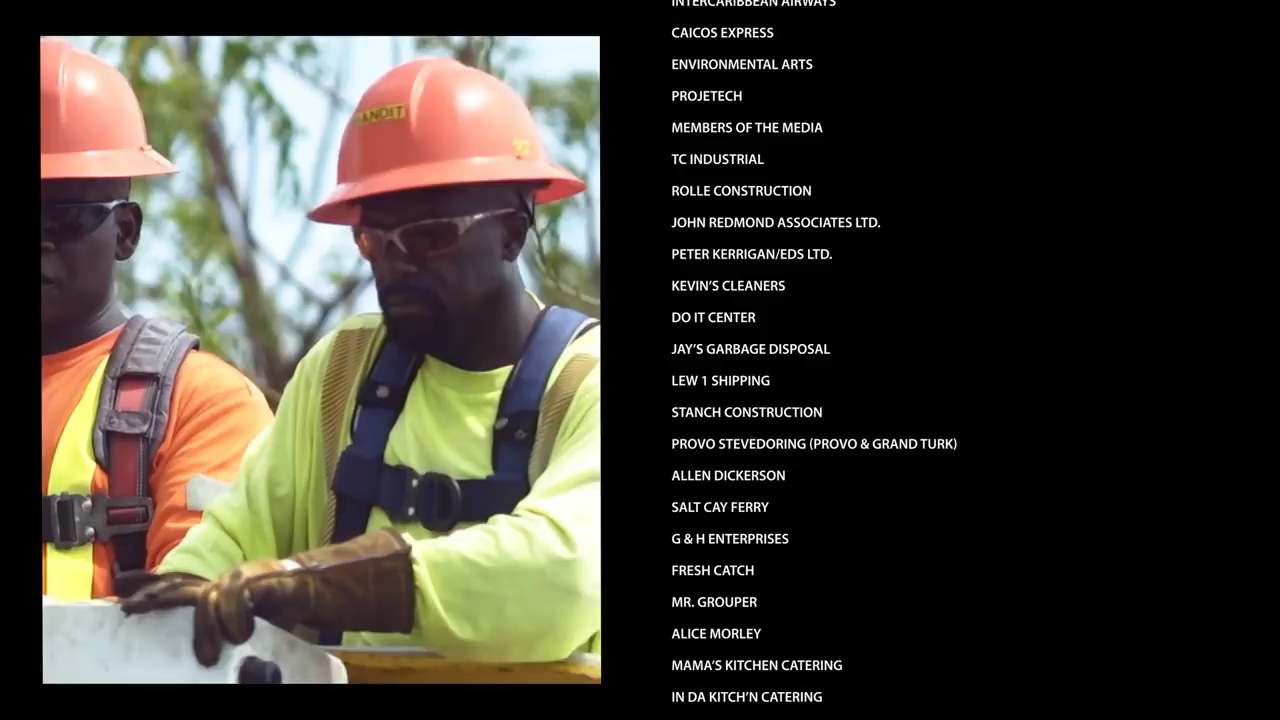 ANDIT
INTERCARIBBEAN AIRWAYS
CAICOS EXPRESS
ENVIRONMENTAL ARTS
PROJETECH
MEMBERS OF THE MEDIA
TC INDUSTRIAL
ROLLE CONSTRUCTION
JOHN REDMOND ASSOCIATES LTD.
PETER KERRIGAN/EDS LTD.
KEVIN'S CLEANERS
DO IT CENTER
JAY'S GARBAGE DISPOSAL
LEW 1 SHIPPING
STANCH CONSTRUCTION
PROVO STEVEDORING (PROVO & GRAND TURK)
ALLEN DICKERSON
SALT CAY FERRY
G & H ENTERPRISES
FRESH CATCH
MR. GROUPER
ALICE MORLEY
MAMA'S KITCHEN CATERING
IN DA KITCH'N CATERING